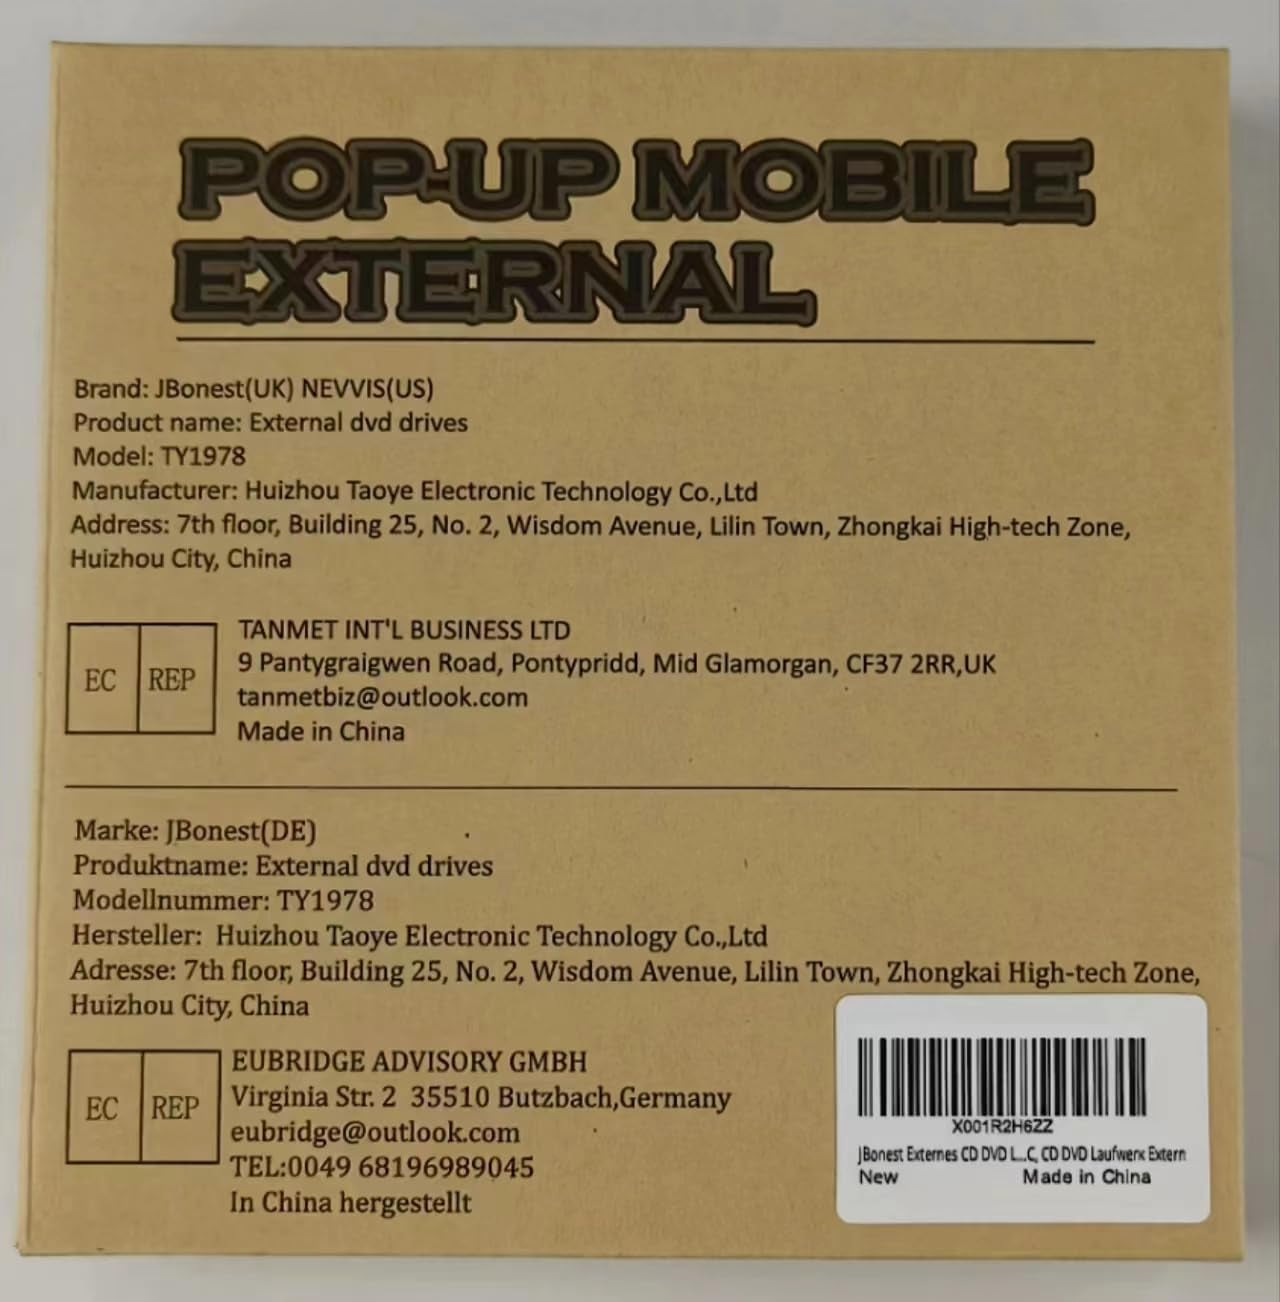 POP-UP MOBILE
EXTERNAL
Brand: JBonest(UK) NEVVIS(US)
Product name: External dvd drives
Model: TY1978
Manufacturer: Huizhou Taoye Electronic Technology Co.,Ltd
Address: 7th floor, Building 25, No. 2, Wisdom Avenue, Lilin Town, Zhongkai High-tech Zone,
Huizhou City, China
EC REP
TANMET INT'L BUSINESS LTD
9 Pantygraigwen Road, Pontypridd, Mid Glamorgan, CF37 2RR,UK
tanmetbiz@outlook.com
Made in China
Marke: JBonest(DE)
Produktname: External dvd drives
Modellnummer: TY1978
Hersteller: Huizhou Taoye Electronic Technology Co.,Ltd
Adresse: 7th floor, Building 25, No. 2, Wisdom Avenue, Lilin Town, Zhongkai High-tech Zone,
Huizhou City, China
EC REP
EUBRIDGE ADVISORY GMBH
Virginia Str. 2 35510 Butzbach,Germany
eubridge@outlook.com
TEL:0049 68196989045
In China hergestellt
X001R2H6ZZ
JBonest Externes CD DVD L...C, CD DVD Laufwerk Extern
New Made in China